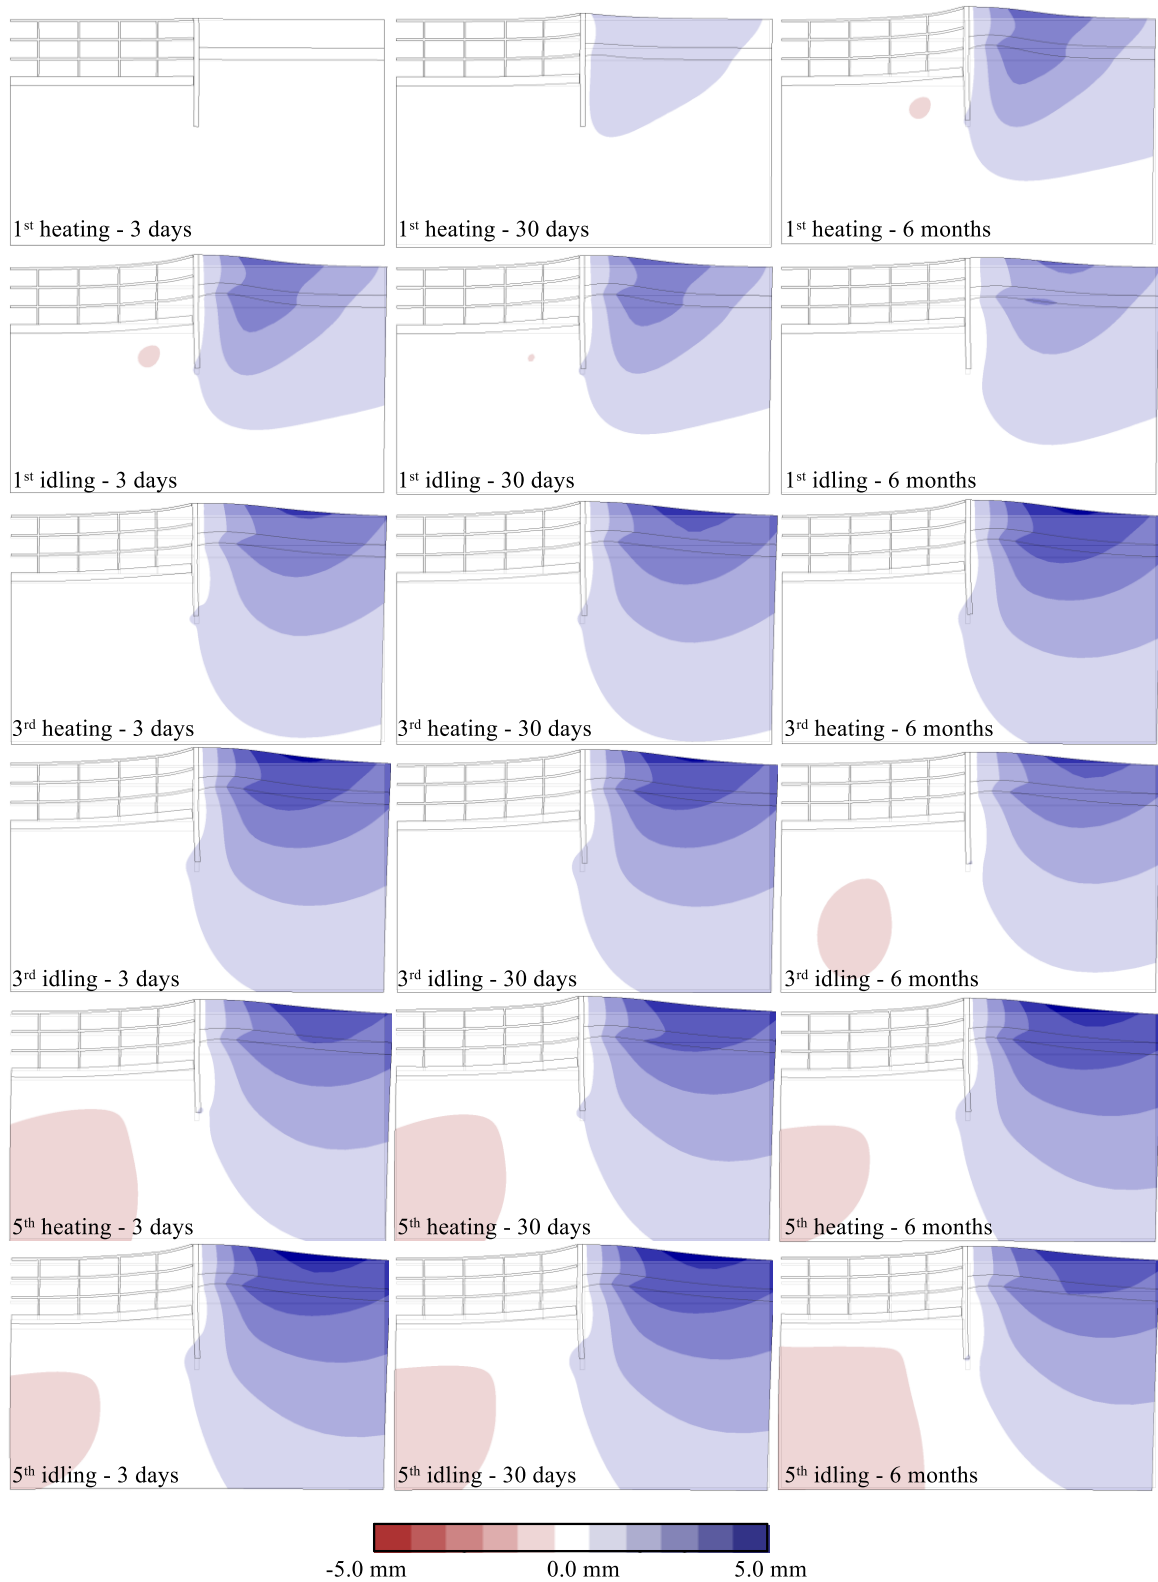 1st heating - 3 days
1st heating - 30 days
1st heating - 6 months
1st idling - 3 days
1st idling - 30 days
1st idling - 6 months
3rd heating - 3 days
3rd heating - 30 days
3rd heating - 6 months
3rd idling - 3 days
3rd idling - 30 days
3rd idling - 6 months
5th heating - 3 days
5th heating - 30 days
5th heating - 6 months
5th idling - 3 days
5th idling - 30 days
5th idling - 6 months
-5.0 mm 0.0 mm 5.0 mm